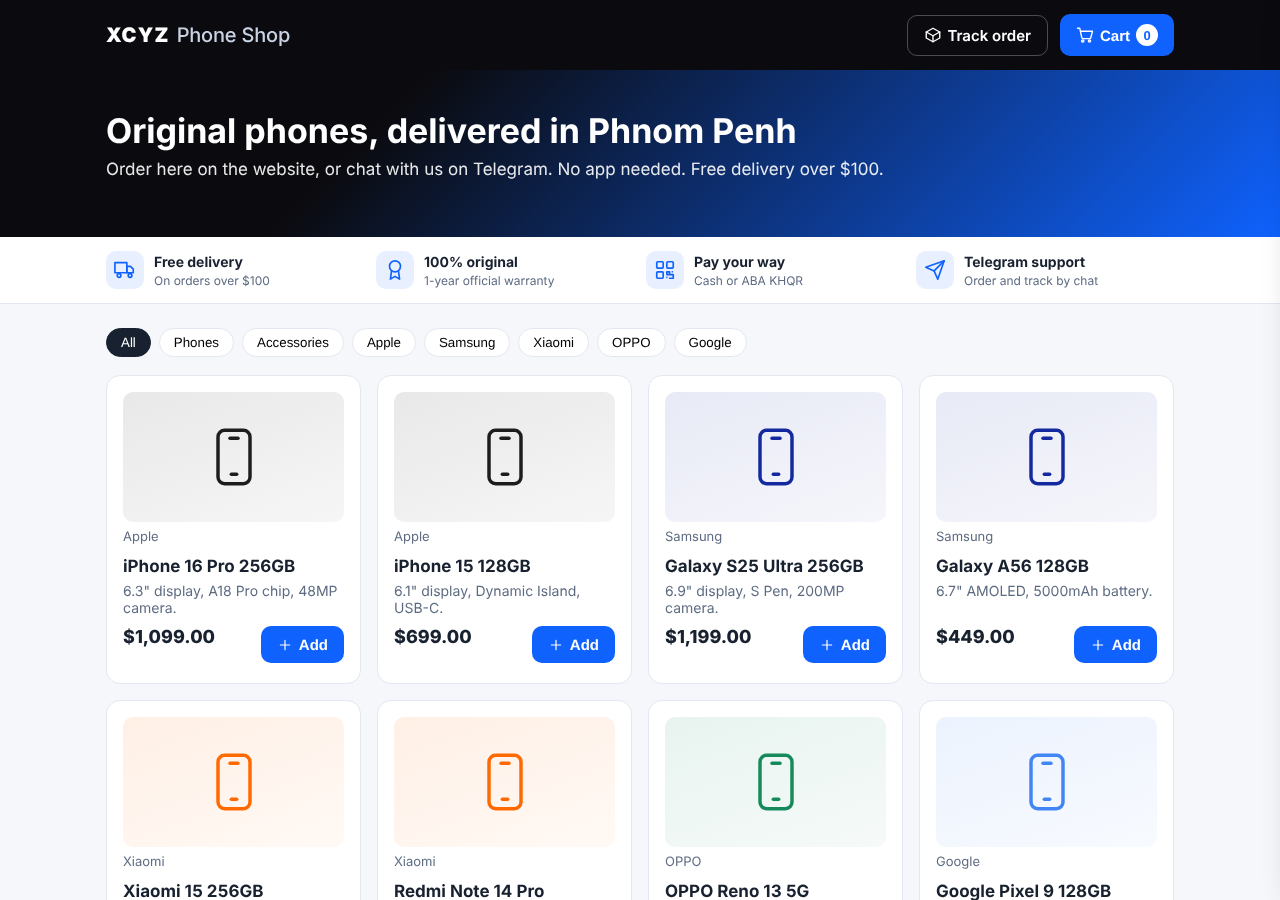 XCYZ Phone Shop
Track order
Cart 0
Original phones, delivered in Phnom Penh
Order here on the website, or chat with us on Telegram. No app needed. Free delivery over $100.
Free delivery
On orders over $100
100% original
1-year official warranty
Pay your way
Cash or ABA KHQR
Telegram support
Order and track by chat
All
Phones
Accessories
Apple
Samsung
Xiaomi
OPPO
Google
Apple
iPhone 16 Pro 256GB
6.3" display, A18 Pro chip, 48MP
camera.
$1,099.00
+ Add
Apple
iPhone 15 128GB
6.1" display, Dynamic Island,
USB-C.
$699.00
+ Add
Samsung
Galaxy S25 Ultra 256GB
6.9" display, S Pen, 200MP
camera.
$1,199.00
+ Add
Samsung
Galaxy A56 128GB
6.7" AMOLED, 5000mAh battery.
$449.00
+ Add
Xiaomi
Xiaomi 15 256GB
Xiaomi
Redmi Note 14 Pro
OPPO
OPPO Reno 13 5G
Google
Google Pixel 9 128GB